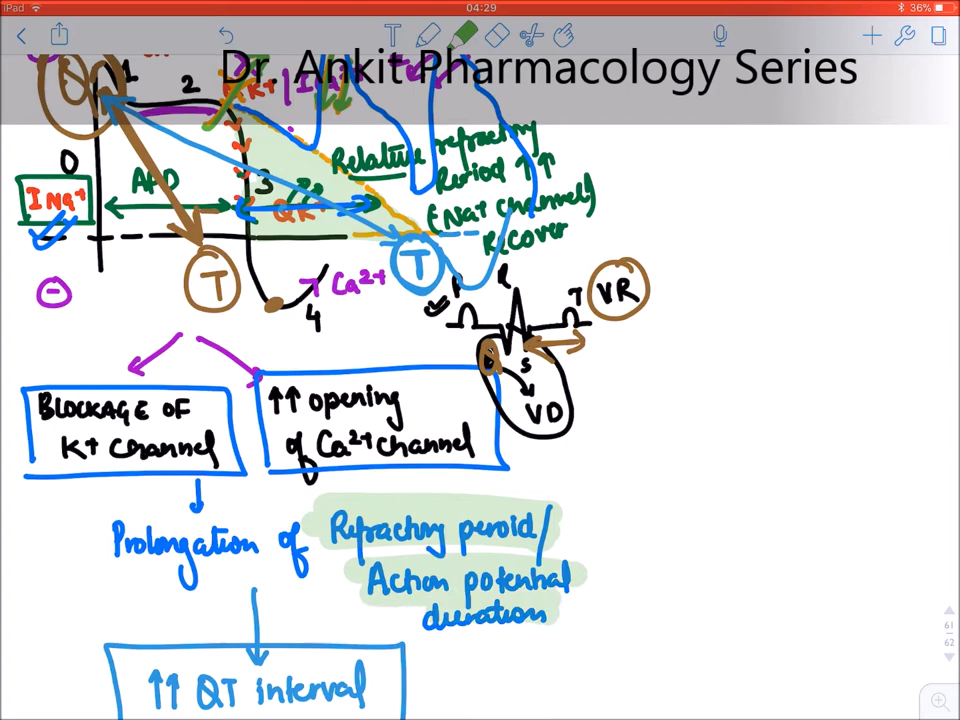 iPad
04:29
36%
Dr. Ankit Pharmacology Series
1
2
K+
0
INa+
APD
3
Relative refractory
Period ↑↑
(Na+ channel)
Recover
T
T
Ca2+
4
P
R
T
VR
S
VD
BLOCKAGE OF
K+ channel
↑↑ opening
of Ca2+ channel
Prolongation of Refractory peroid/
Action potential
duration
↑↑ QT interval
61
62